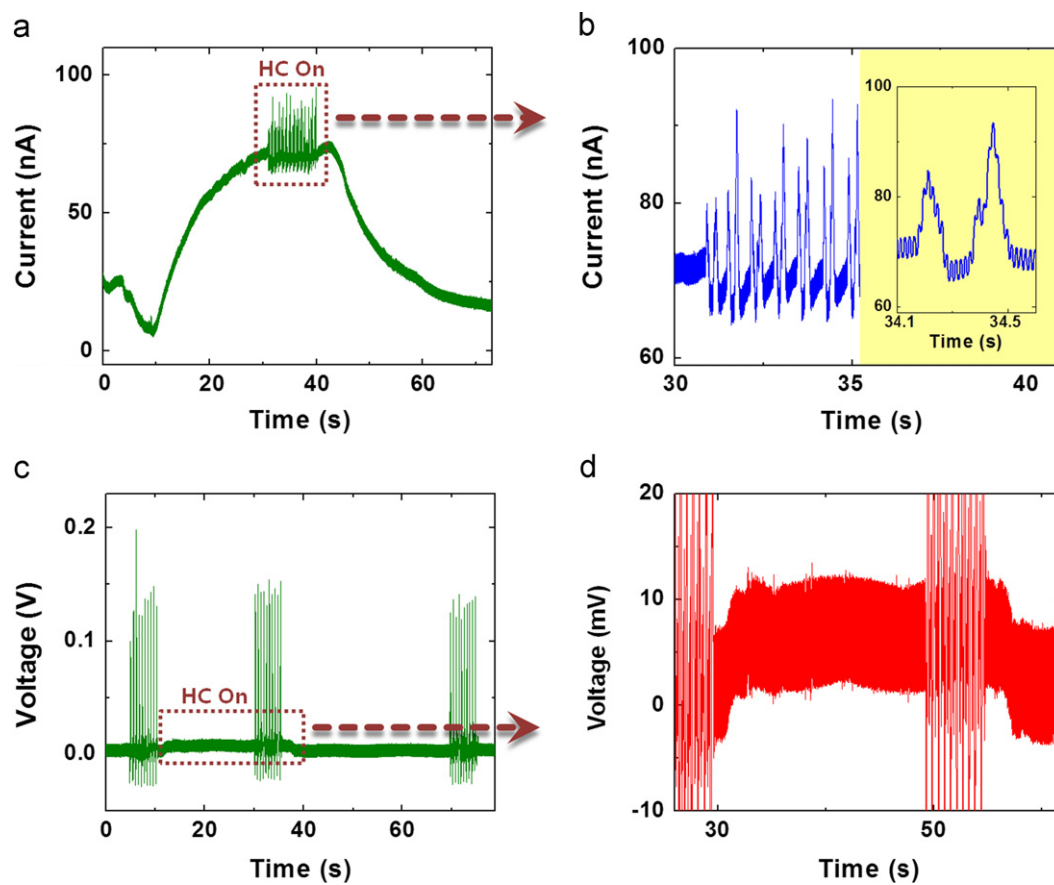 a
100
50
0
Current (nA)
HC On
0 20 40 60
Time (s)
b
100
80
60
Current (nA)
30 35 40
Time (s)
100
80
60
34.1 34.5
Time (s)
c
0.2
0.1
0.0
Voltage (V)
HC On
0 20 40 60
Time (s)
d
20
10
0
-10
Voltage (mV)
30 50
Time (s)